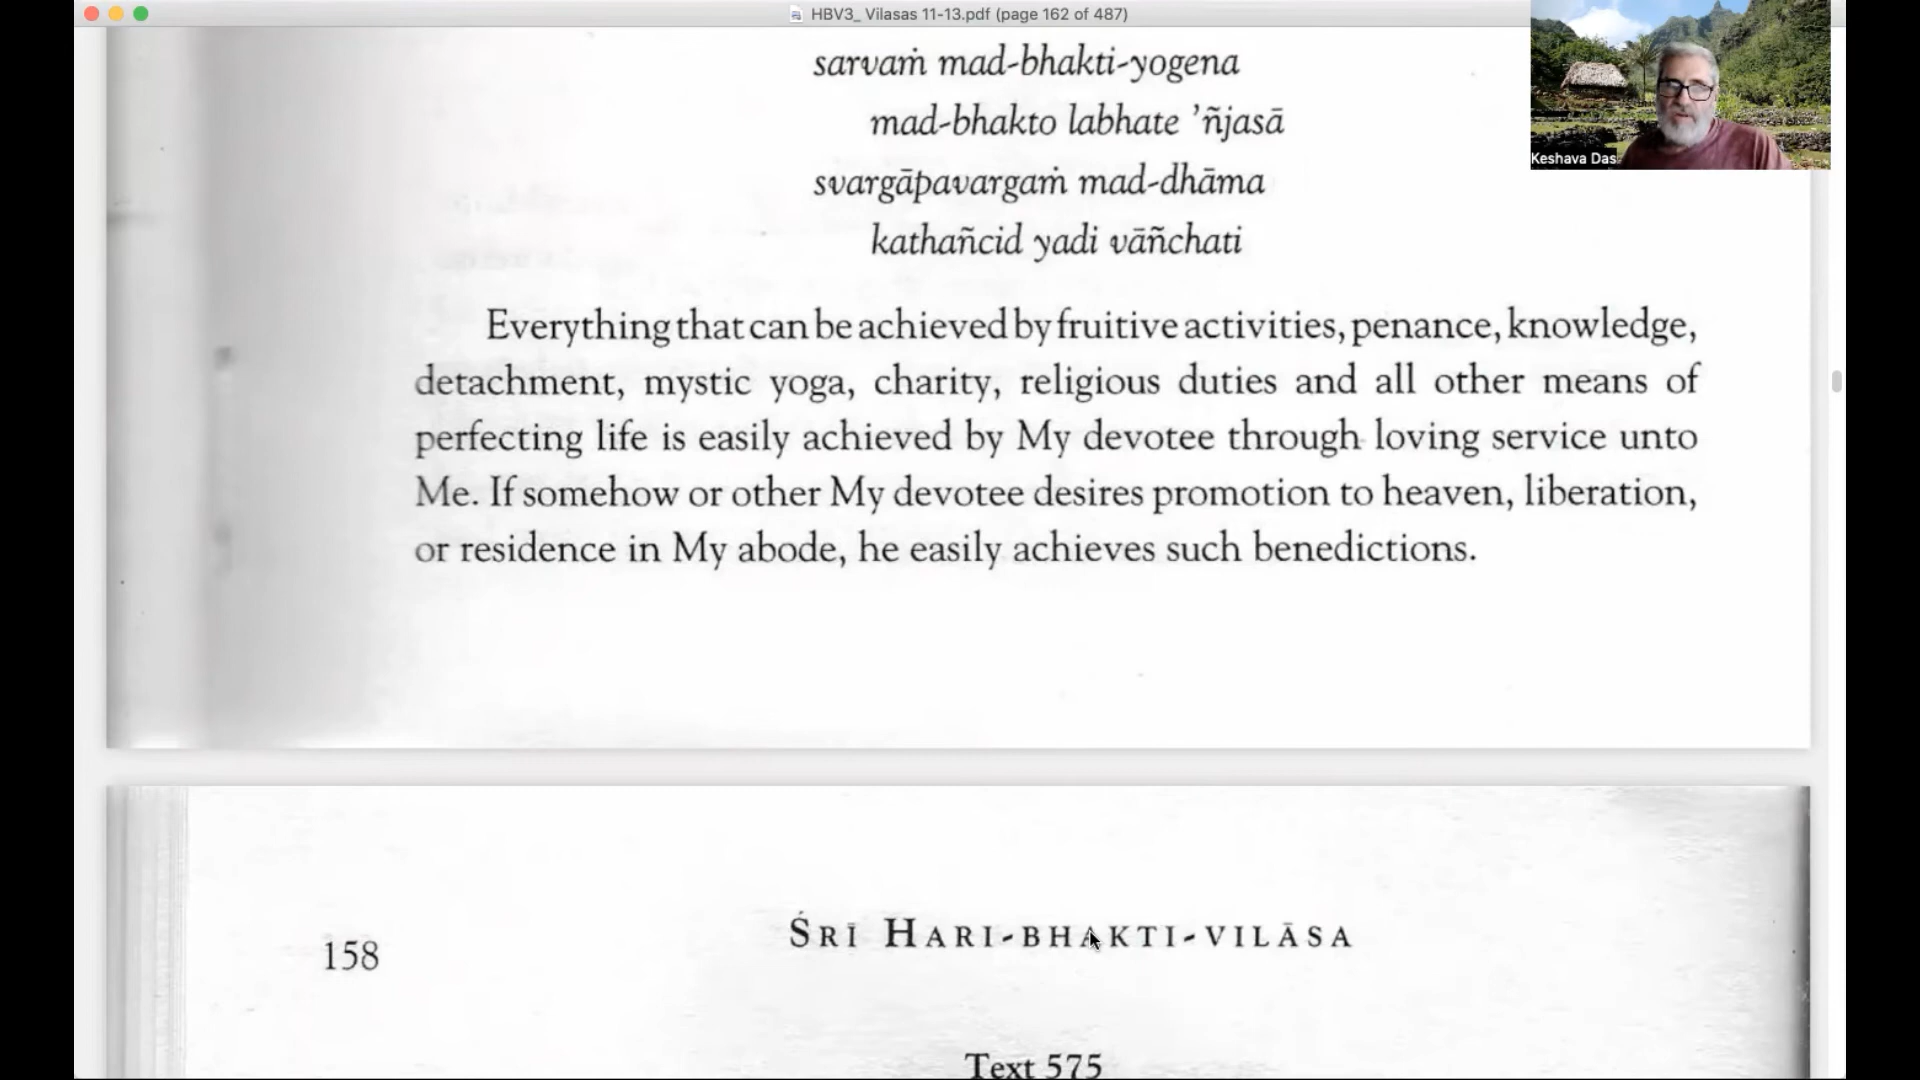 HBV3_ Vilasas 11-13.pdf (page 162 of 487)
sarvaṁ mad-bhakti-yogena
mad-bhakto labhate ’ñjasā
svargāpavargaṁ mad-dhāma
kathañcid yadi vāñchati
Keshava Das
Everything that can be achieved by fruitive activities, penance, knowledge,
detachment, mystic yoga, charity, religious duties and all other means of
perfecting life is easily achieved by My devotee through loving service unto
Me. If somehow or other My devotee desires promotion to heaven, liberation,
or residence in My abode, he easily achieves such benedictions.
158
ŚRĪ HARI-BHAKTI-VILĀSA
Text 575